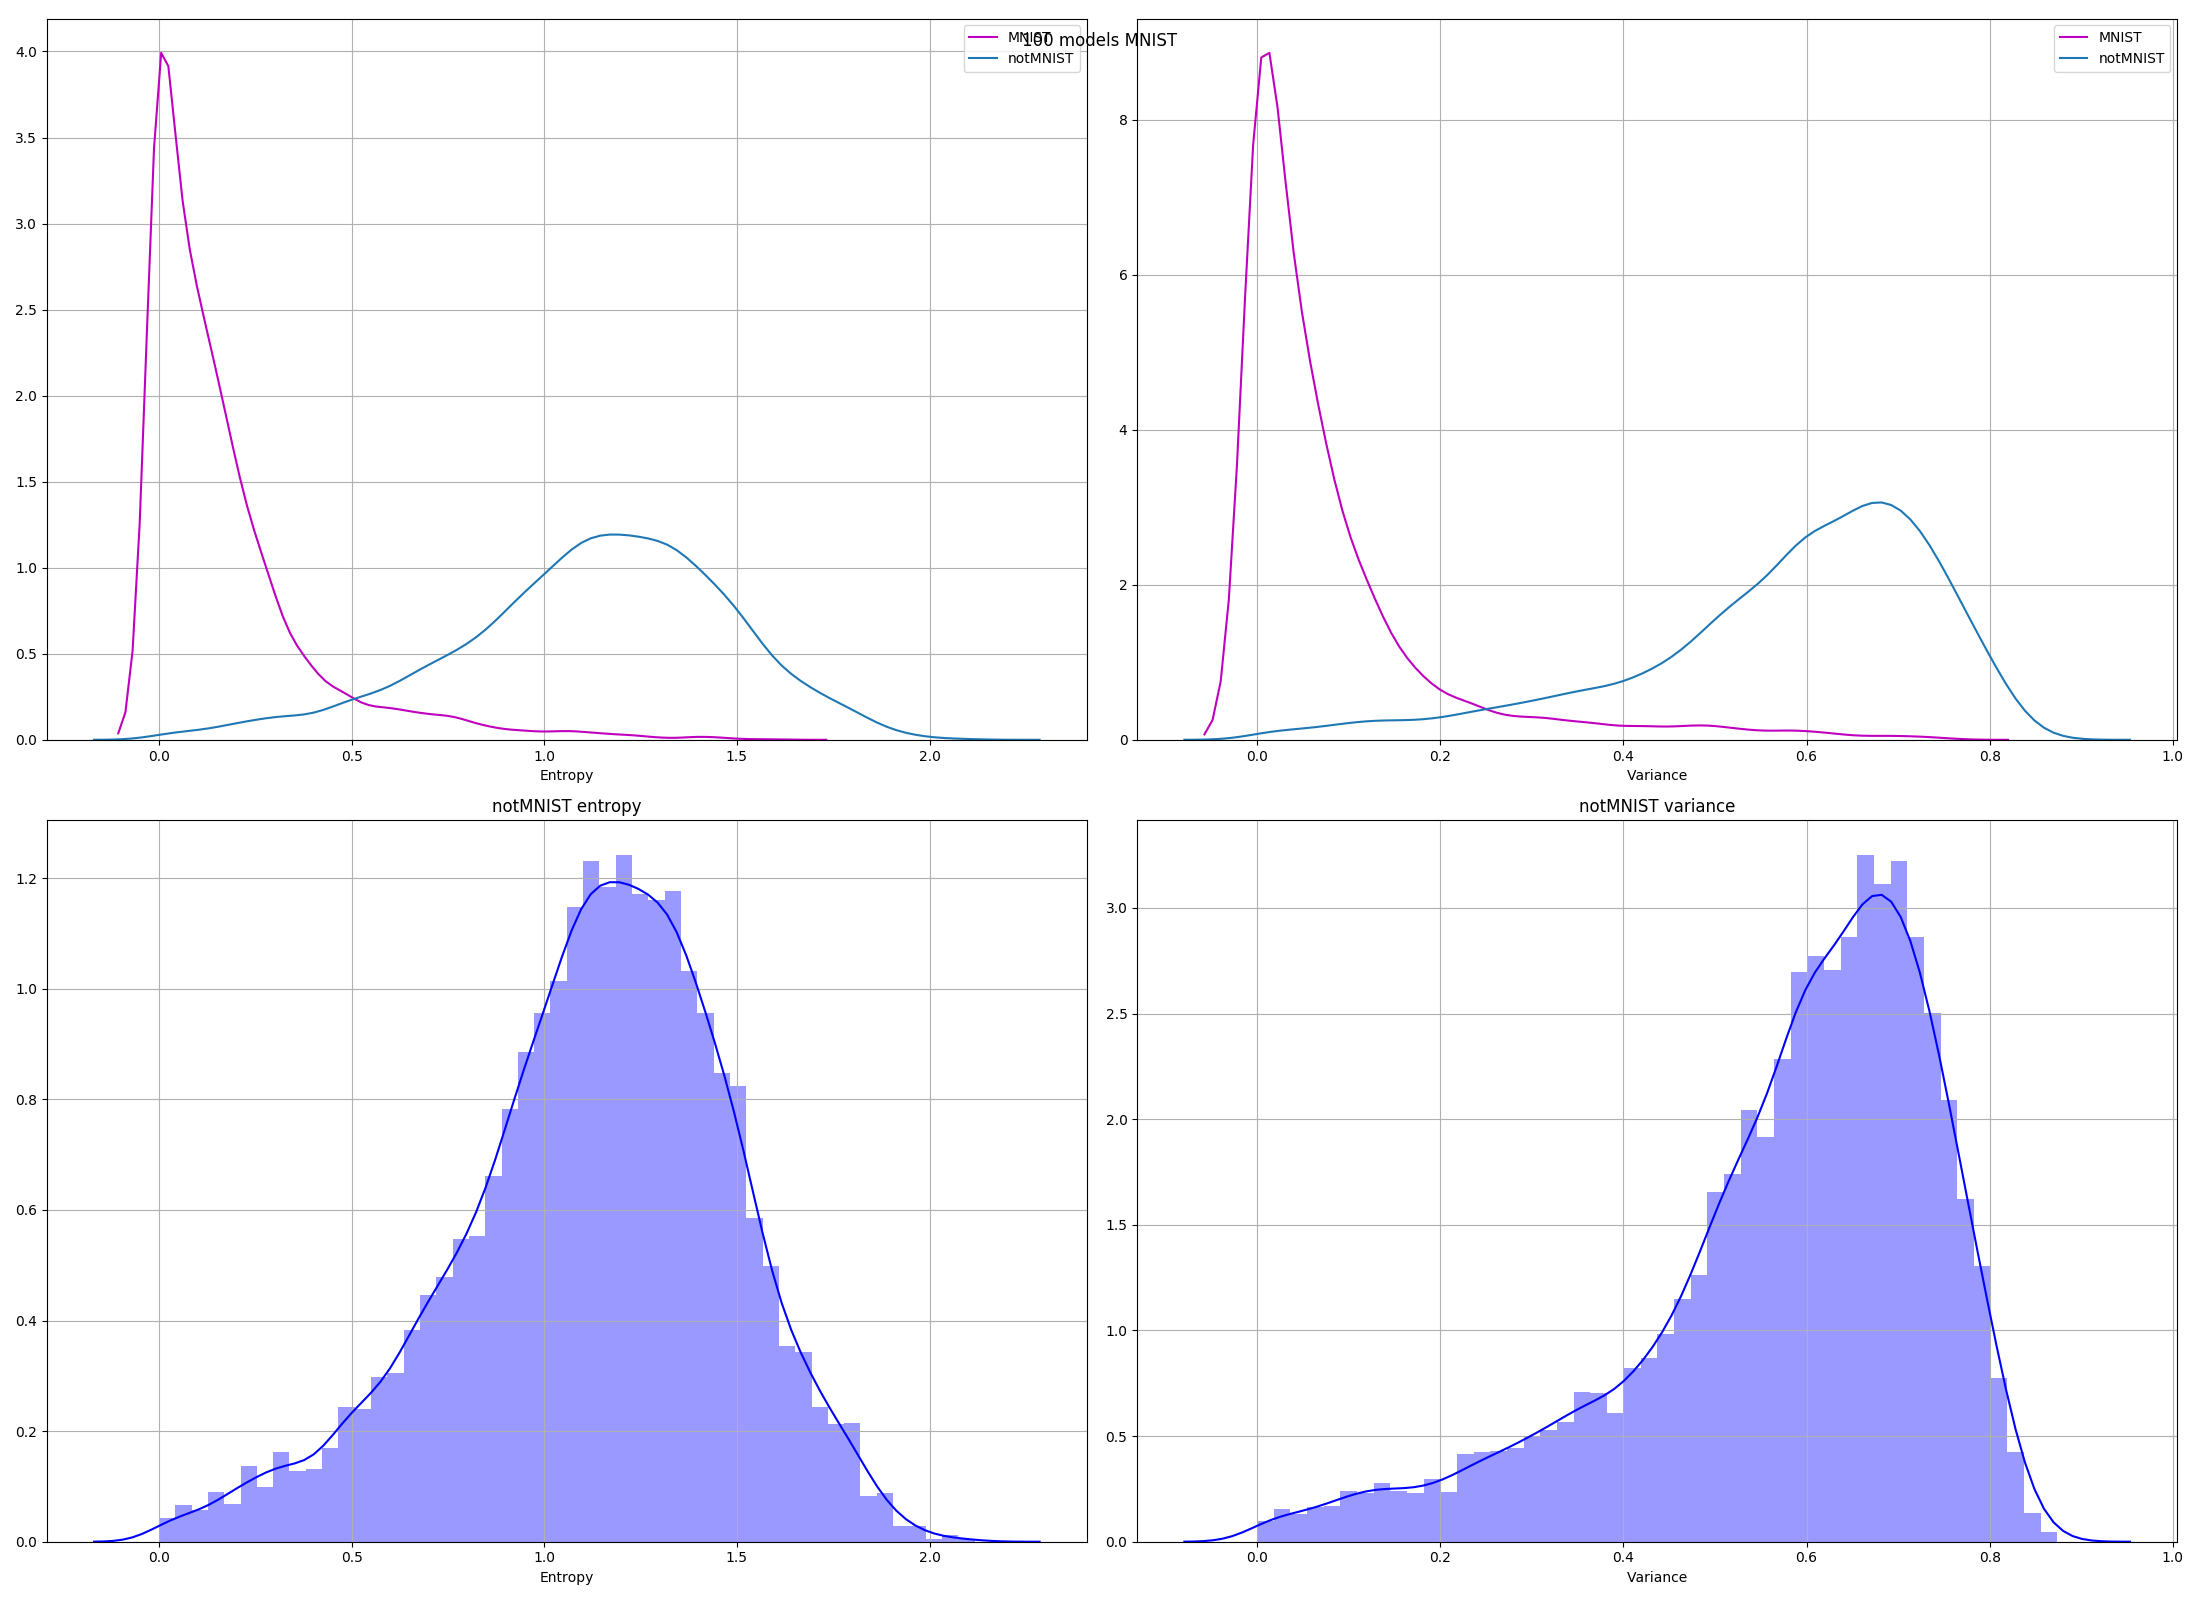 100 models MNIST
MNIST
notMNIST
4.0
3.5
3.0
2.5
2.0
1.5
1.0
0.5
0.0
0.0 0.5 1.0 1.5 2.0
Entropy
MNIST
notMNIST
8
6
4
2
0
0.0 0.2 0.4 0.6 0.8 1.0
Variance
notMNIST entropy
1.2
1.0
0.8
0.6
0.4
0.2
0.0
0.0 0.5 1.0 1.5 2.0
Entropy
notMNIST variance
3.0
2.5
2.0
1.5
1.0
0.5
0.0
0.0 0.2 0.4 0.6 0.8 1.0
Variance